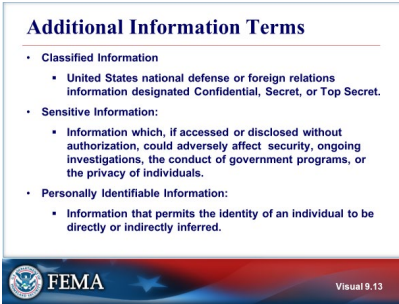 Additional Information Terms
• Classified Information
▪ United States national defense or foreign relations
information designated Confidential, Secret, or Top Secret.
• Sensitive Information:
▪ Information which, if accessed or disclosed without
authorization, could adversely affect security, ongoing
investigations, the conduct of government programs, or
the privacy of individuals.
• Personally Identifiable Information:
▪ Information that permits the identity of an individual to be
directly or indirectly inferred.
FEMA
Visual 9.13